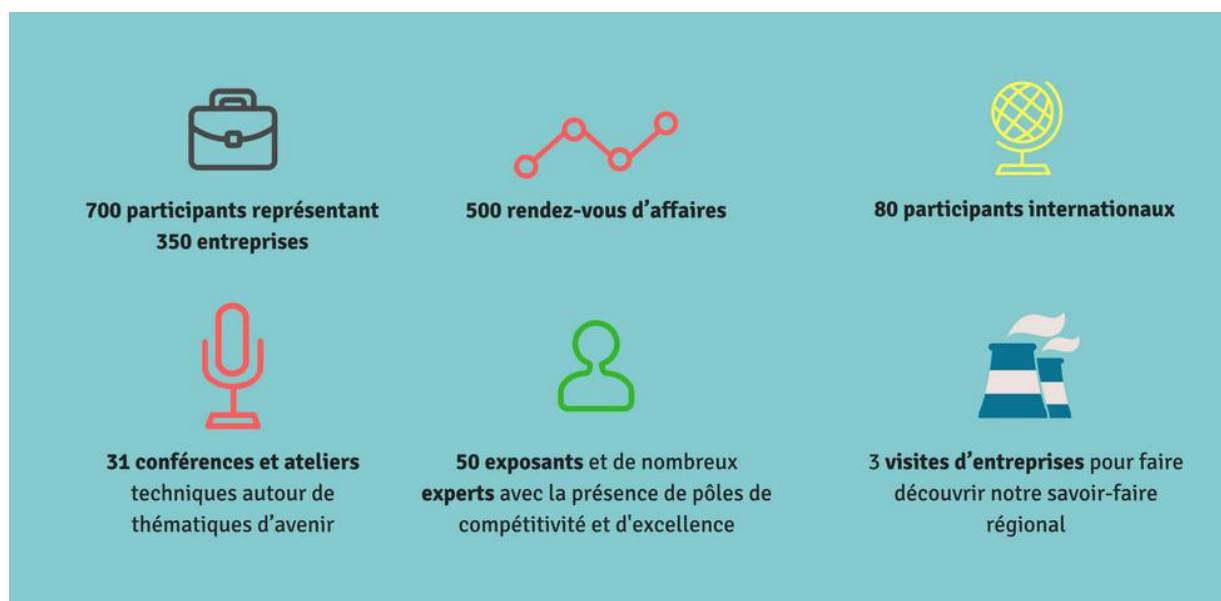 700 participants représentant
350 entreprises
500 rendez-vous d’affaires
80 participants internationaux
31 conférences et ateliers
techniques autour de
thématiques d’avenir
50 exposants et de nombreux
experts avec la présence de pôles de
compétitivité et d'excellence
3 visites d’entreprises pour faire
découvrir notre savoir-faire
régional